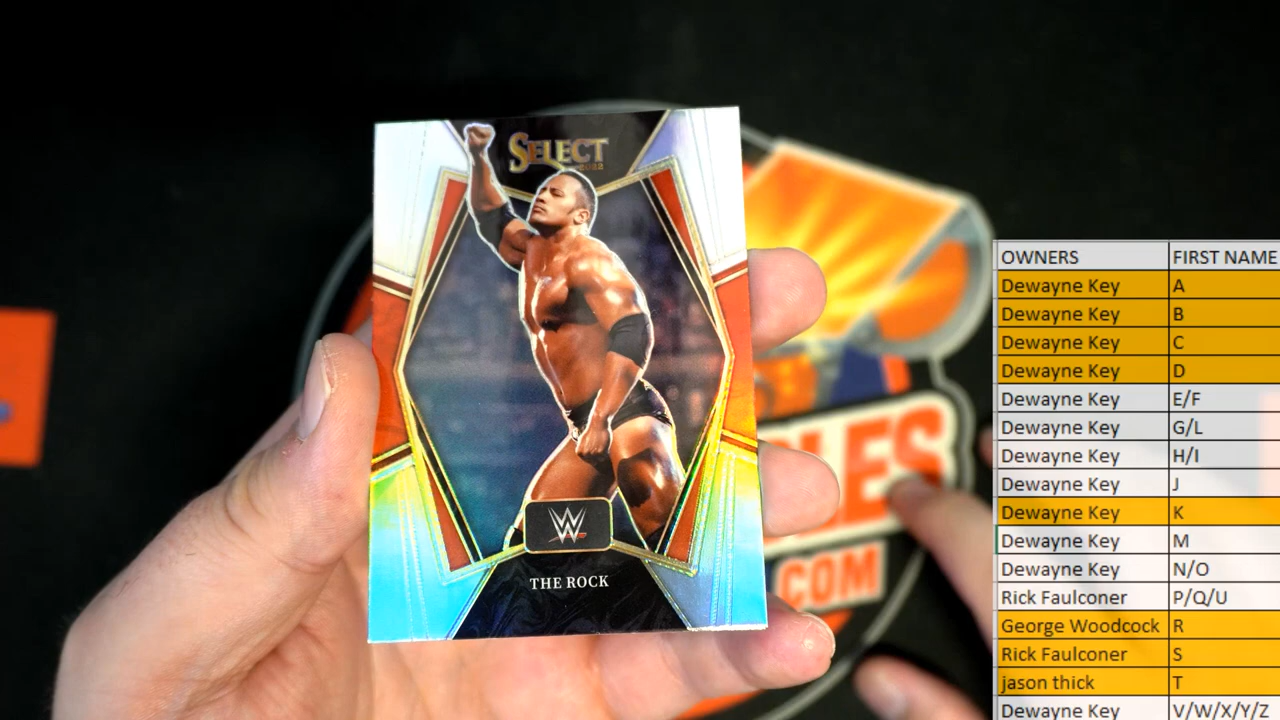 SELECT
2022
W
THE ROCK
LES
.COM
OWNERS FIRST NAME
Dewayne Key A
Dewayne Key B
Dewayne Key C
Dewayne Key D
Dewayne Key E/F
Dewayne Key G/L
Dewayne Key H/I
Dewayne Key J
Dewayne Key K
Dewayne Key M
Dewayne Key N/O
Rick Faulconer P/Q/U
George Woodcock R
Rick Faulconer S
jason thick T
Dewayne Key V/W/X/Y/Z